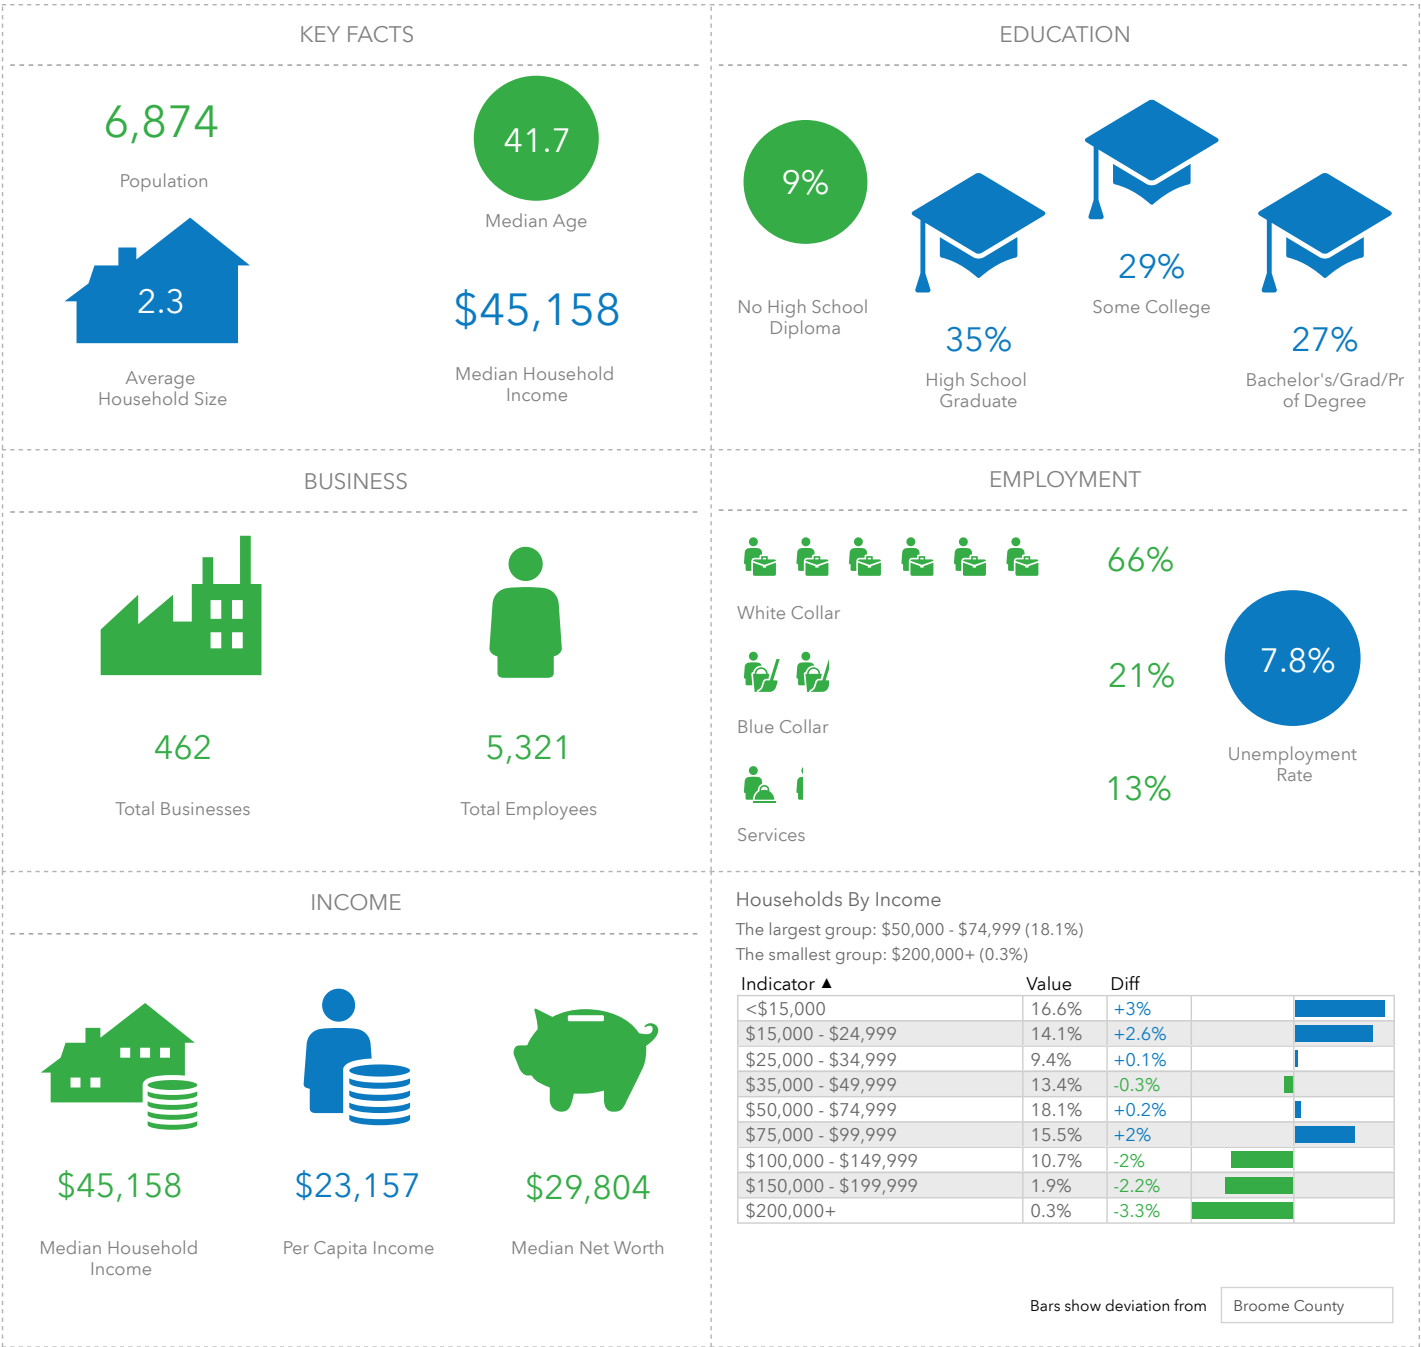 KEY FACTS
6,874
Population
41.7
Median Age
2.3
Average
Household Size
$45,158
Median Household
Income
EDUCATION
9%
No High School
Diploma
35%
High School
Graduate
29%
Some College
27%
Bachelor's/Grad/Pr
of Degree
BUSINESS
462
Total Businesses
5,321
Total Employees
EMPLOYMENT
66%
White Collar
21%
Blue Collar
13%
Services
7.8%
Unemployment
Rate
INCOME
$45,158
Median Household
Income
$23,157
Per Capita Income
$29,804
Median Net Worth
Households By Income
The largest group: $50,000 - $74,999 (18.1%)
The smallest group: $200,000+ (0.3%)
Indicator ▲ Value Diff
<$15,000 16.6% +3%
$15,000 - $24,999 14.1% +2.6%
$25,000 - $34,999 9.4% +0.1%
$35,000 - $49,999 13.4% -0.3%
$50,000 - $74,999 18.1% +0.2%
$75,000 - $99,999 15.5% +2%
$100,000 - $149,999 10.7% -2%
$150,000 - $199,999 1.9% -2.2%
$200,000+ 0.3% -3.3%
Bars show deviation from Broome County